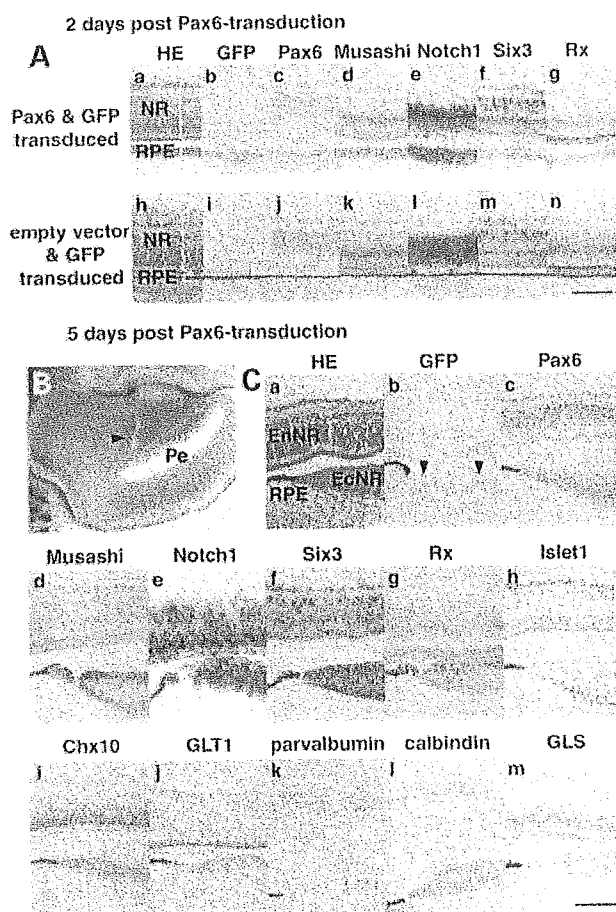 2 days post Pax6-transduction
A
HE GFP Pax6 Musashi Notch1 Six3 Rx
a b c d e f g
Pax6 & GFP transduced
NR
RPE
h i j k l m n
empty vector & GFP transduced
NR
RPE
5 days post Pax6-transduction
B
Pe
C
HE GFP Pax6
a b c
EnNR
EcNR
RPE
Musashi Notch1 Six3 Rx Islet1
d e f g h
Chx10 GLT1 parvalbumin calbindin GLS
i j k l m